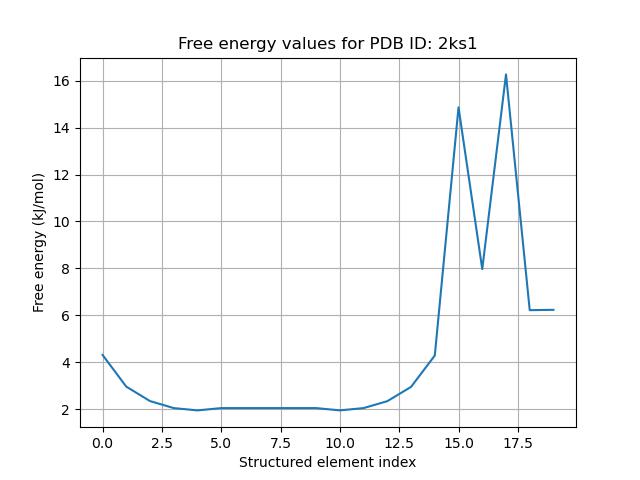 Free energy values for PDB ID: 2ks1
16
14
12
10
8
6
4
2
Free energy (kJ/mol)
0.0 2.5 5.0 7.5 10.0 12.5 15.0 17.5
Structured element index